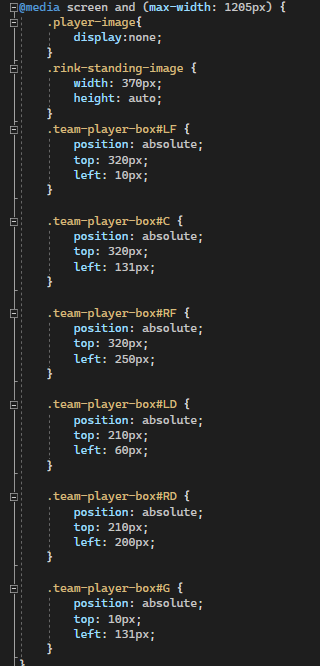 @media screen and (max-width: 1205px) {
.player-image{
display:none;
}
.rink-standing-image {
width: 370px;
height: auto;
}
.team-player-box#LF {
position: absolute;
top: 320px;
left: 10px;
}
.team-player-box#C {
position: absolute;
top: 320px;
left: 131px;
}
.team-player-box#RF {
position: absolute;
top: 320px;
left: 250px;
}
.team-player-box#LD {
position: absolute;
top: 210px;
left: 60px;
}
.team-player-box#RD {
position: absolute;
top: 210px;
left: 200px;
}
.team-player-box#G {
position: absolute;
top: 10px;
left: 131px;
}
}